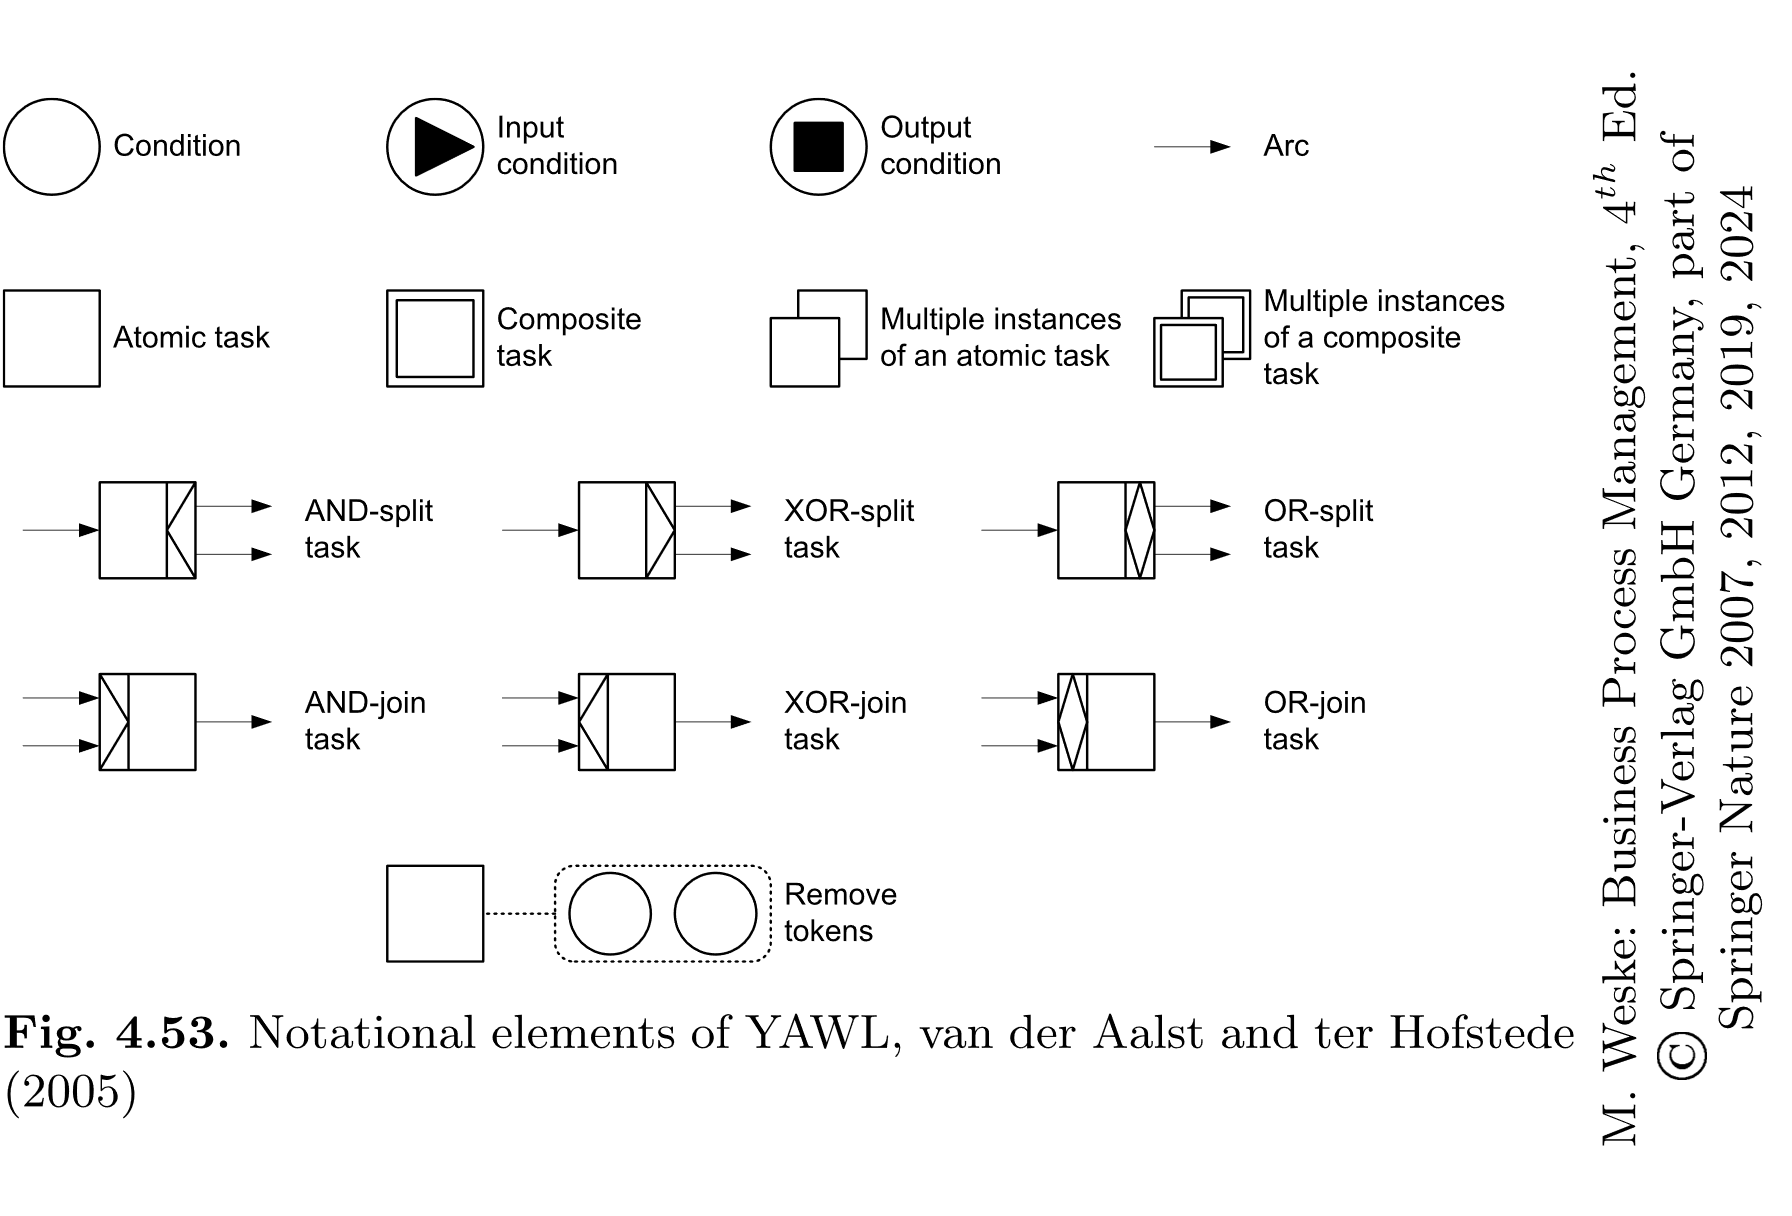 Condition
Input
condition
Output
condition
Arc
Atomic task
Composite
task
Multiple instances
of an atomic task
Multiple instances
of a composite
task
AND-split
task
XOR-split
task
OR-split
task
AND-join
task
XOR-join
task
OR-join
task
Remove
tokens
Fig. 4.53. Notational elements of YAWL, van der Aalst and ter Hofstede
(2005)
M. Weske: Business Process Management, 4th Ed.
© Springer-Verlag GmbH Germany, part of
Springer Nature 2007, 2012, 2019, 2024